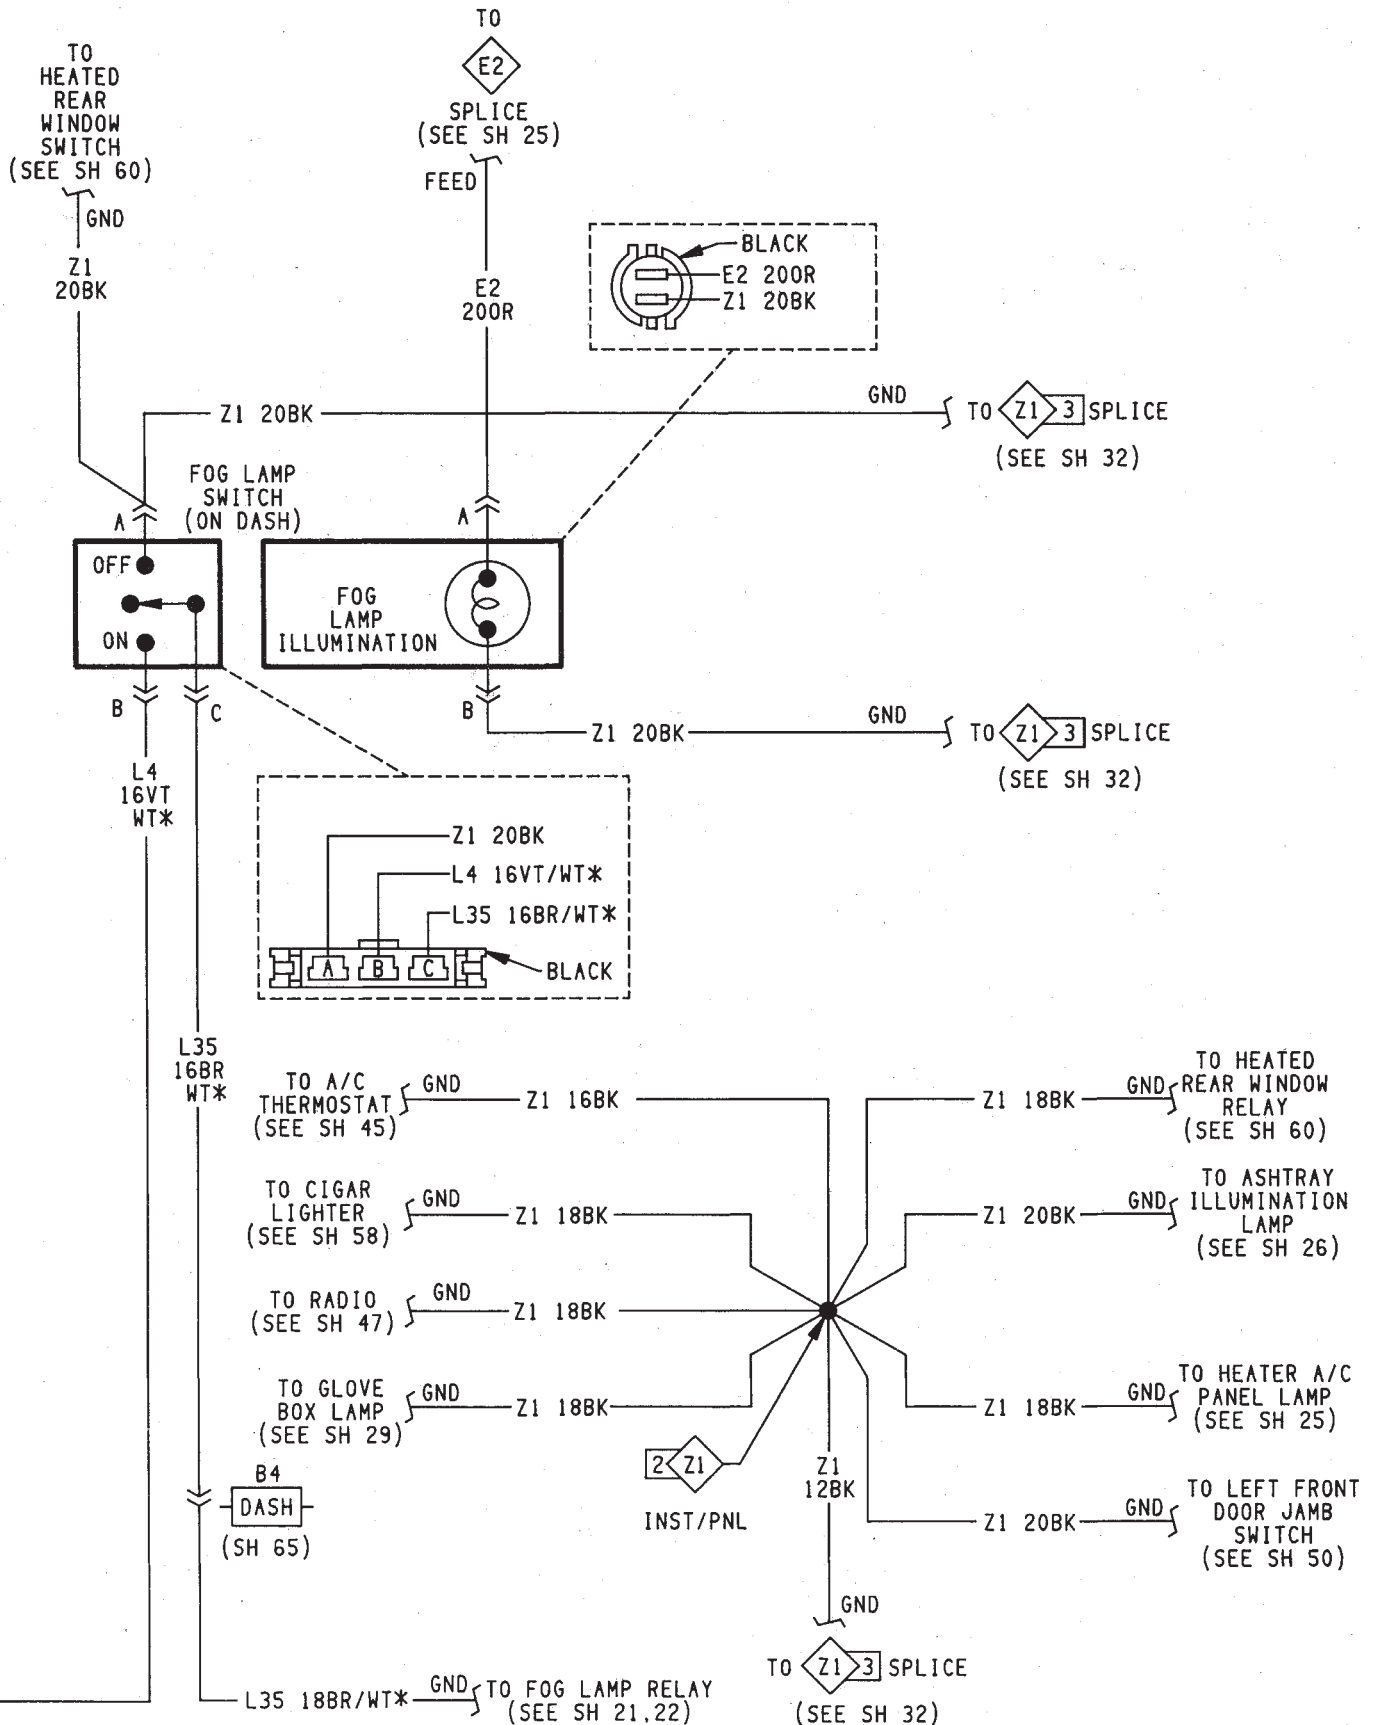 TO
HEATED
REAR
WINDOW
SWITCH
(SEE SH 60)
GND
Z1
20BK
TO
E2
SPLICE
(SEE SH 25)
FEED
E2
200R
BLACK
E2 200R
Z1 20BK
Z1 20BK
GND
TO Z1 3 SPLICE
(SEE SH 32)
FOG LAMP
SWITCH
(ON DASH)
A
OFF
ON
B
C
A
FOG
LAMP
ILLUMINATION
B
Z1 20BK
GND
TO Z1 3 SPLICE
(SEE SH 32)
L4
16VT
WT*
Z1 20BK
L4 16VT/WT*
L35 16BR/WT*
A B C
BLACK
L35
16BR
WT*
TO A/C
THERMOSTAT
(SEE SH 45)
GND
Z1 16BK
Z1 18BK
GND
TO HEATED
REAR WINDOW
RELAY
(SEE SH 60)
TO CIGAR
LIGHTER
(SEE SH 58)
GND
Z1 18BK
Z1 20BK
GND
TO ASHTRAY
ILLUMINATION
LAMP
(SEE SH 26)
TO RADIO
(SEE SH 47)
GND
Z1 18BK
TO GLOVE
BOX LAMP
(SEE SH 29)
GND
Z1 18BK
Z1 18BK
GND
TO HEATER A/C
PANEL LAMP
(SEE SH 25)
2 Z1
INST/PNL
Z1
12BK
Z1 20BK
GND
TO LEFT FRONT
DOOR JAMB
SWITCH
(SEE SH 50)
B4
DASH
(SH 65)
GND
TO Z1 3 SPLICE
(SEE SH 32)
L35 18BR/WT*
GND
TO FOG LAMP RELAY
(SEE SH 21,22)